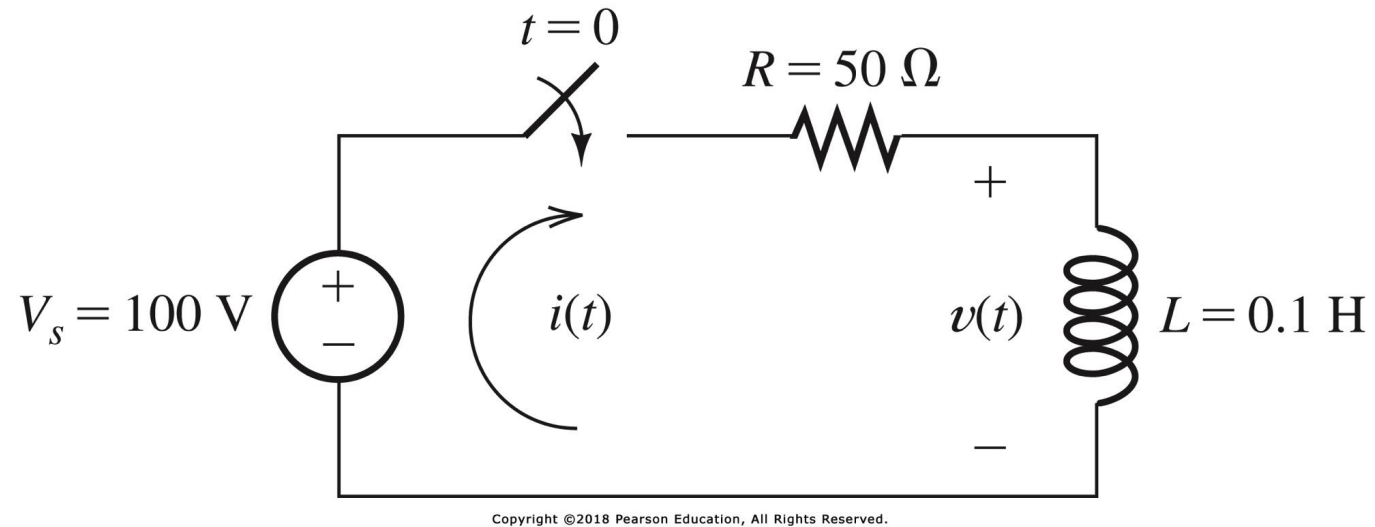 t = 0
R = 50 Ω
+
+
−
V_s = 100 V
i(t)
v(t)
L = 0.1 H
−
Copyright ©2018 Pearson Education, All Rights Reserved.